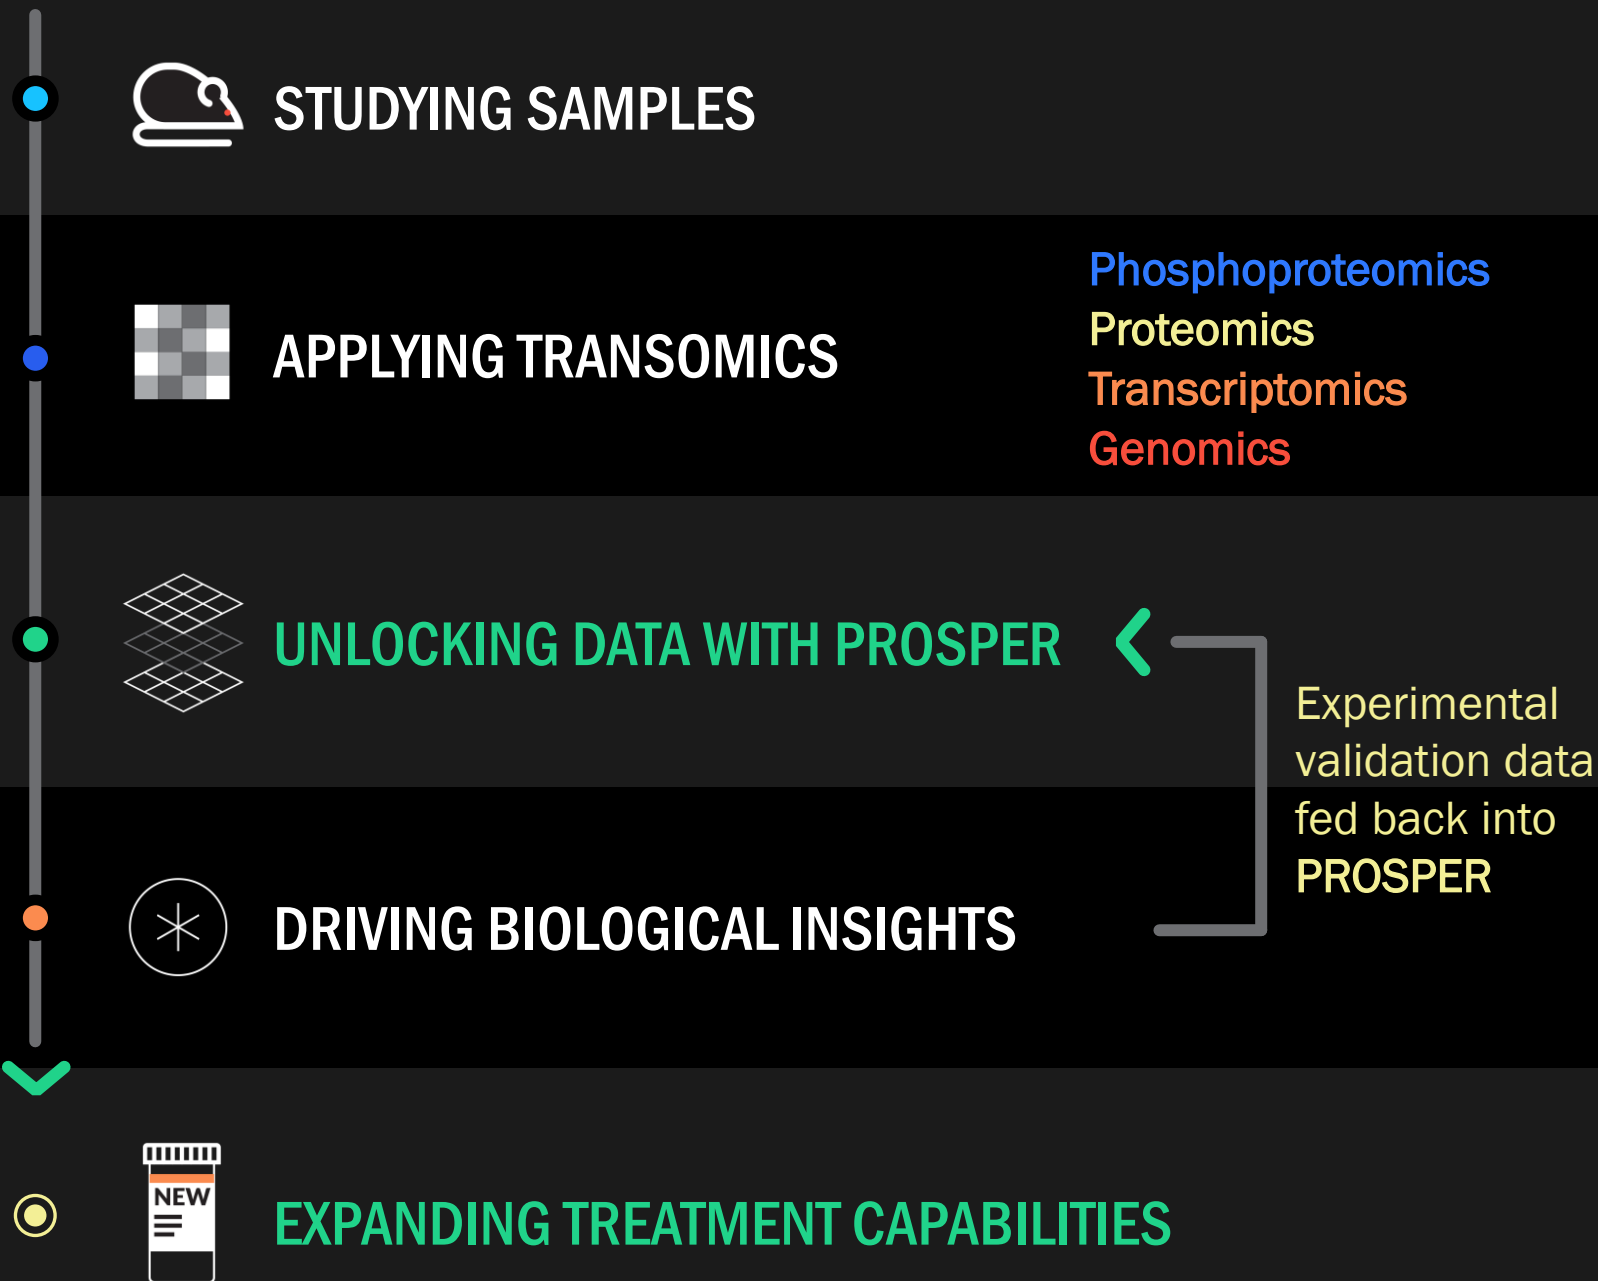 STUDYING SAMPLES
APPLYING TRANSOMICS
Phosphoproteomics
Proteomics
Transcriptomics
Genomics
UNLOCKING DATA WITH PROSPER
Experimental
validation data
fed back into
PROSPER
DRIVING BIOLOGICAL INSIGHTS
NEW
EXPANDING TREATMENT CAPABILITIES